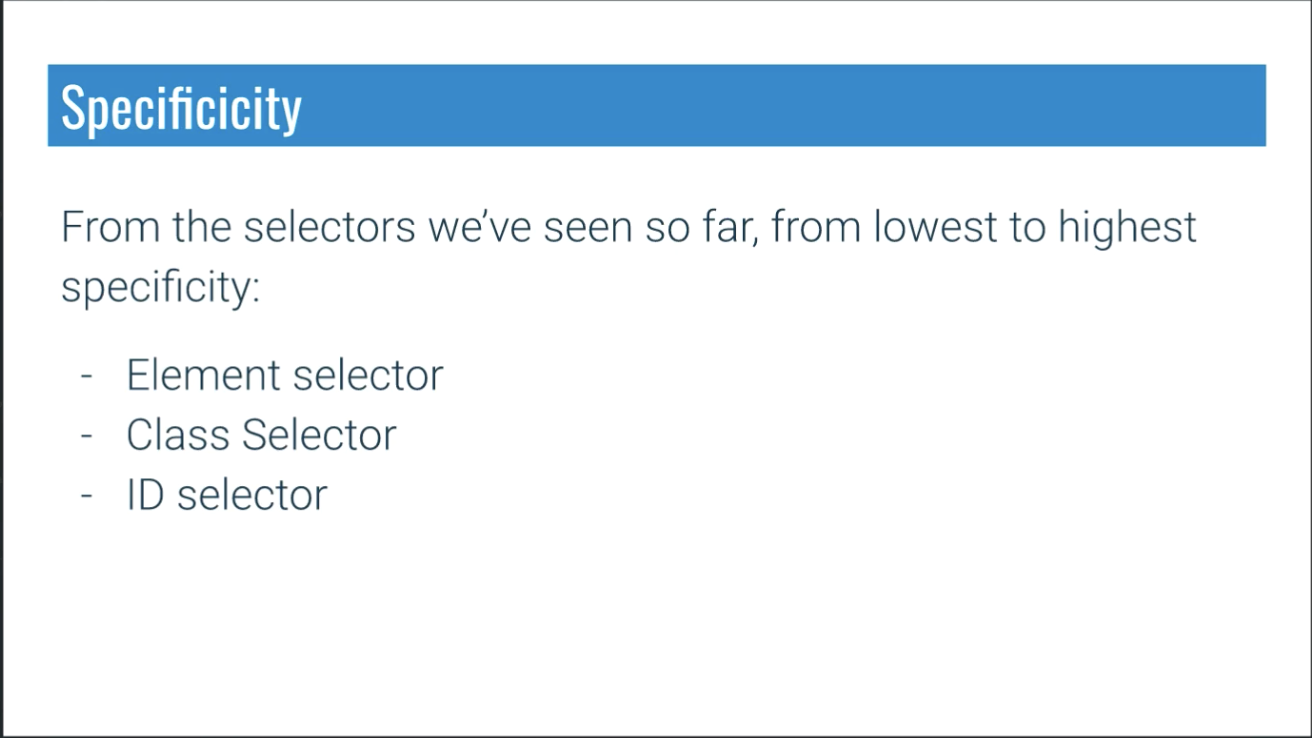 Specificicity
From the selectors we've seen so far, from lowest to highest
specificity:
- Element selector
- Class Selector
- ID selector